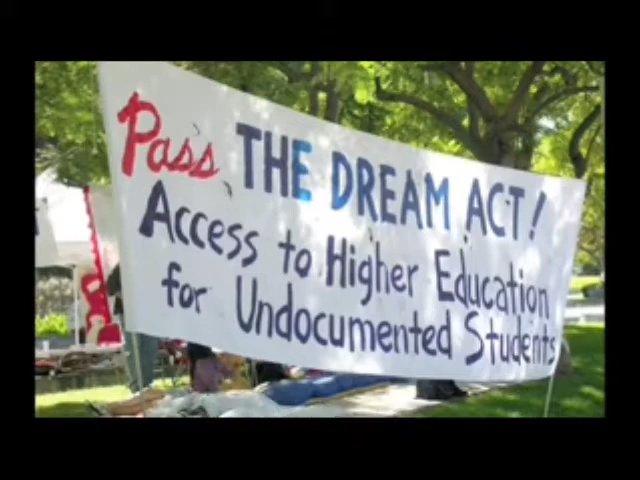 Pass THE DREAM ACT!
Access to Higher Education
for Undocumented Students